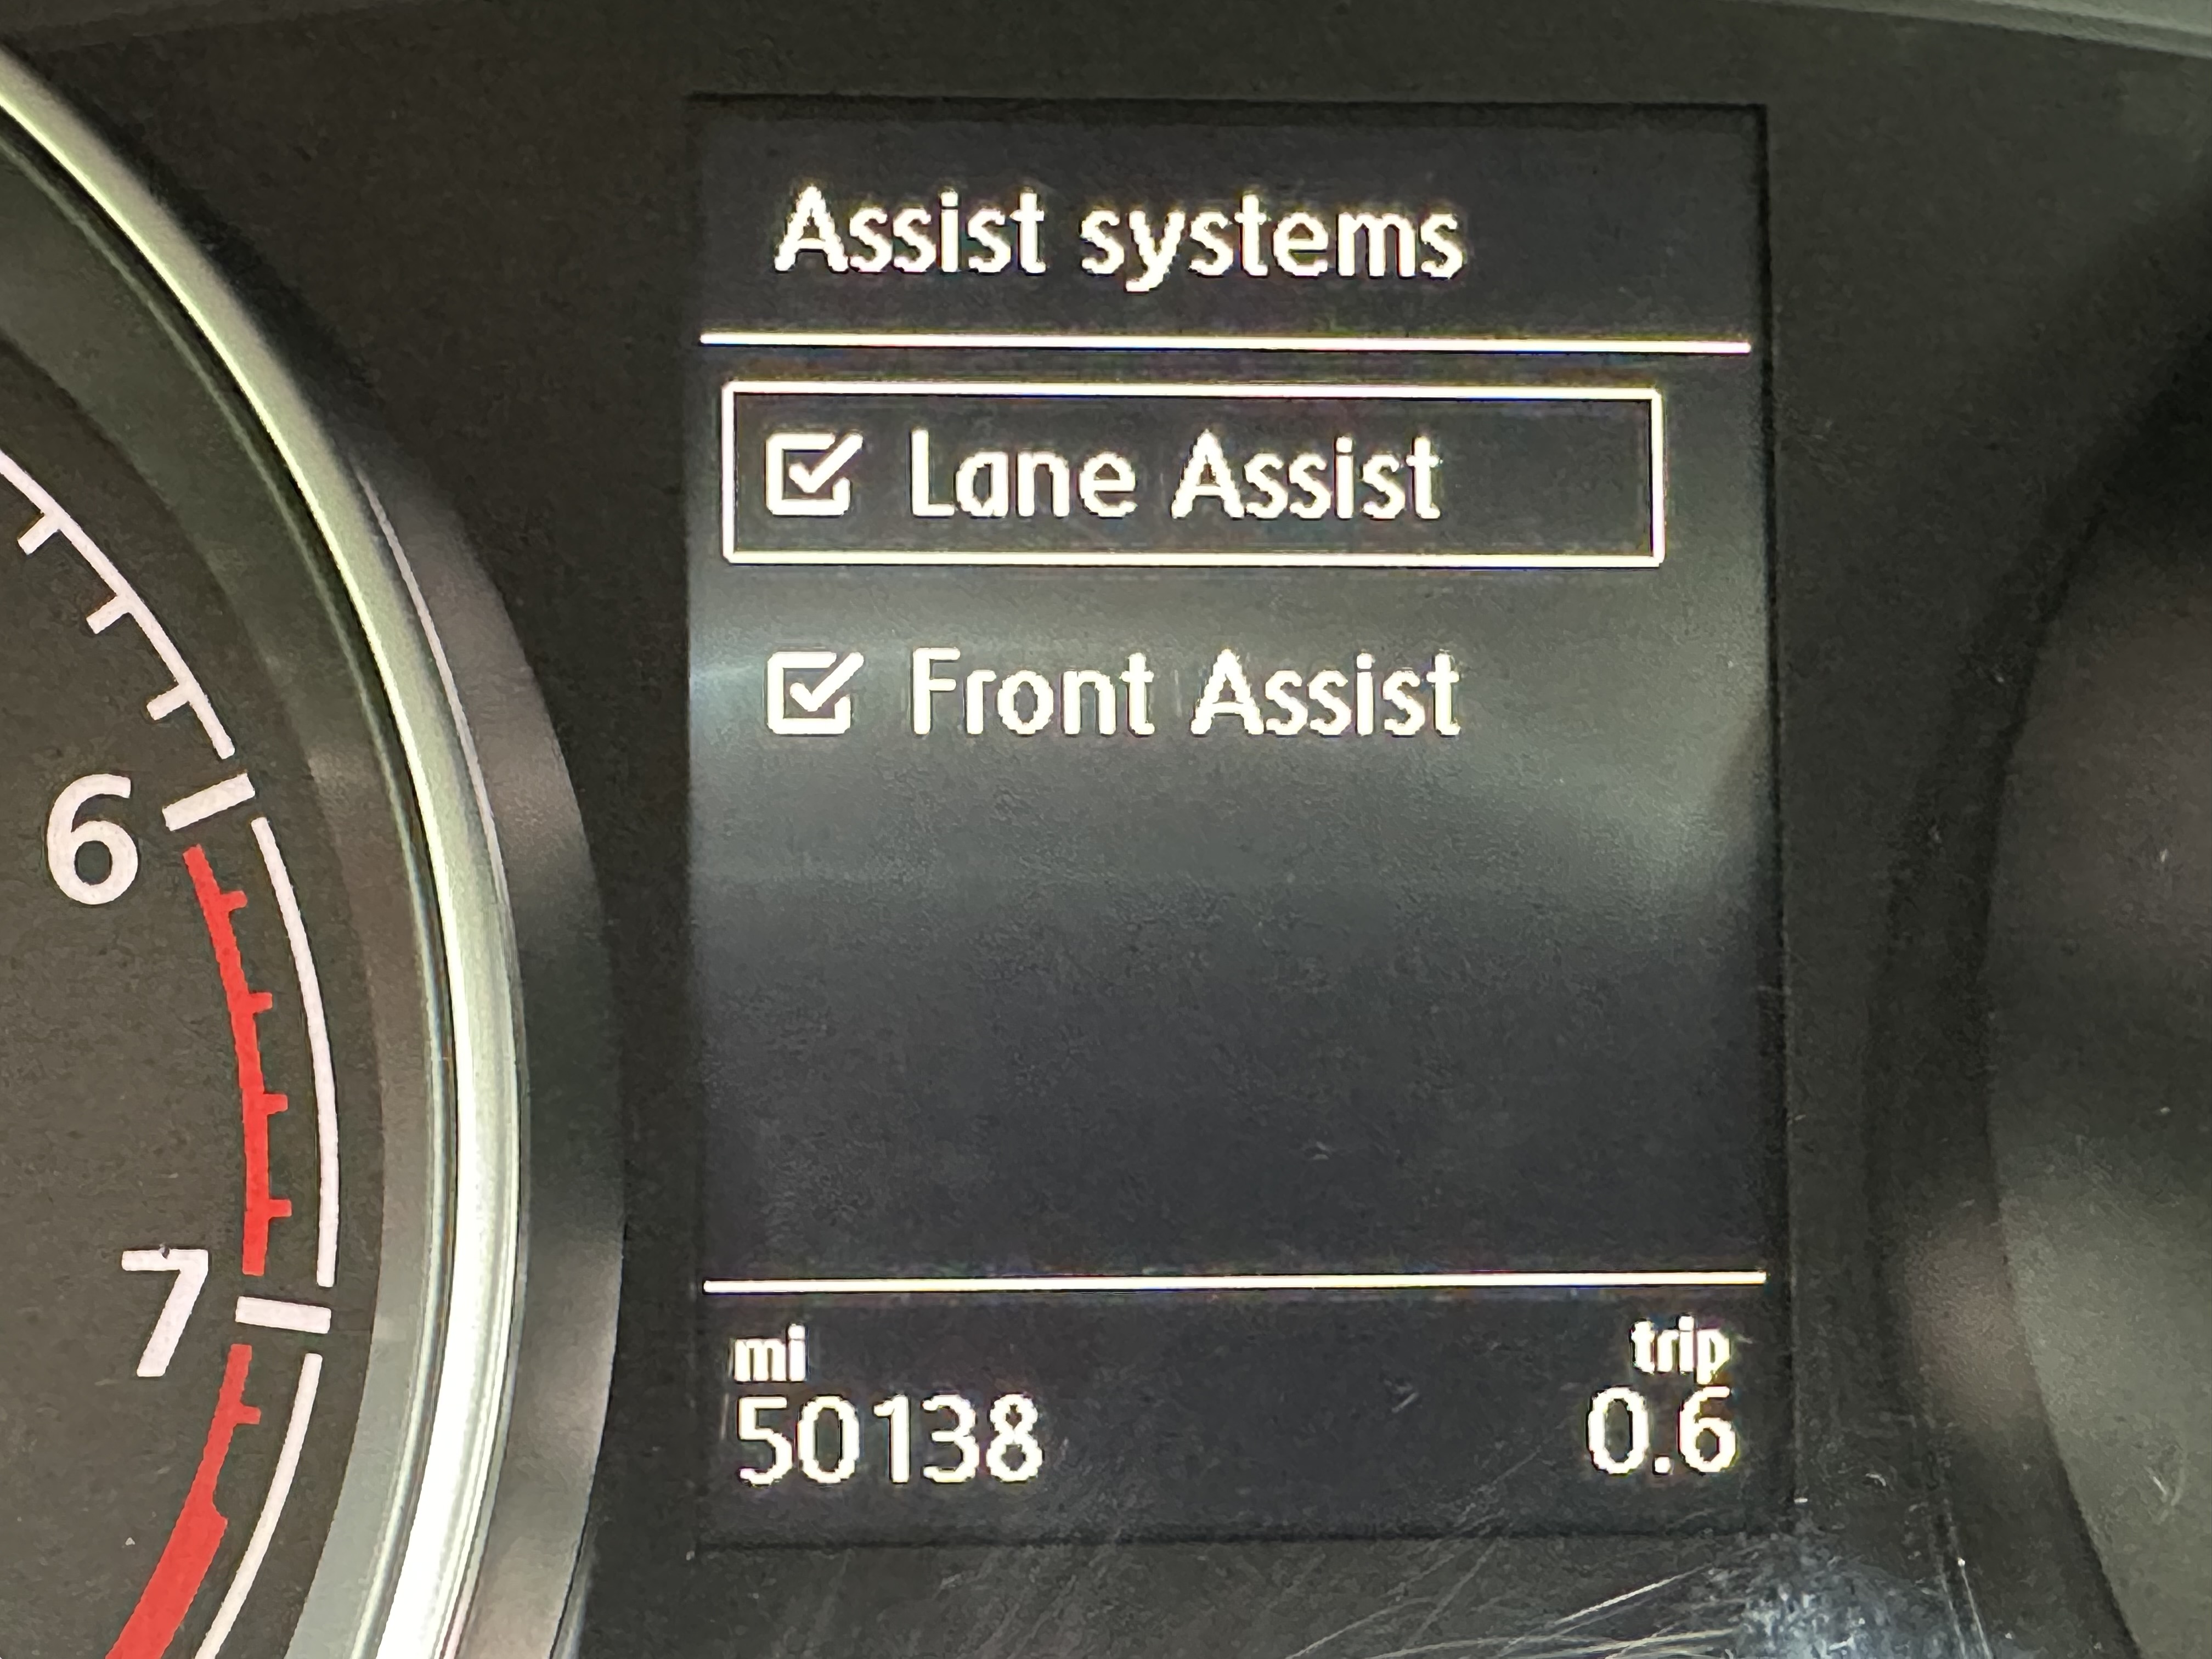 Assist systems
Lane Assist
Front Assist
6
7
mi
trip
50138
0.6